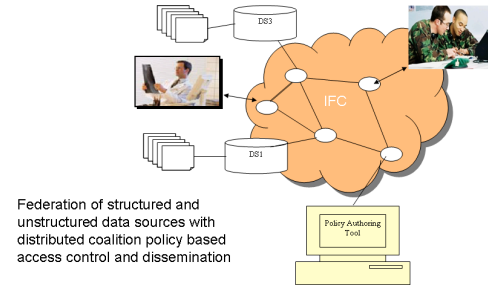 DS3
IFC
DS1
Policy Authoring
Tool
Federation of structured and
unstructured data sources with
distributed coalition policy based
access control and dissemination